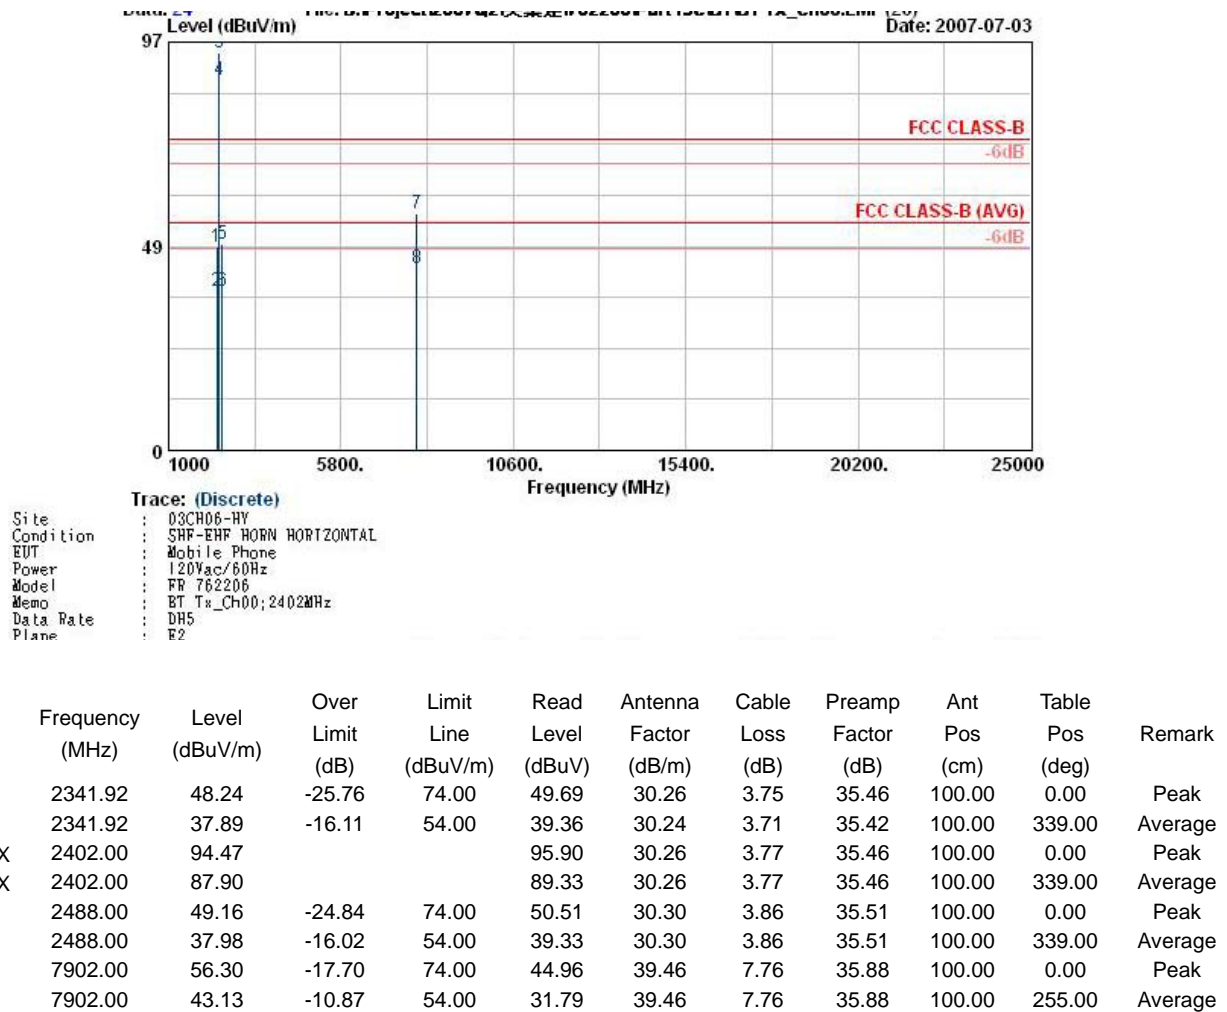 Level (dBuV/m)
Date: 2007-07-03
97
3
4
FCC CLASS-B
-6dB
7
FCC CLASS-B (AVG)
15
-6dB
49
8
26
0
1000 5800. 10600. 15400. 20200. 25000
Frequency (MHz)
Trace: (Discrete)
Site : 03CH06-HY
Condition : SHF-EHF HORN HORIZONTAL
EUT : Mobile Phone
Power : 120Vac/60Hz
Model : FR 762206
Memo : BT Tx_Ch00;2402MHz
Data Rate : DH5
Plane : E2
Frequency (MHz) Level (dBuV/m) Over Limit (dB) Limit Line (dBuV/m) Read Level (dBuV) Antenna Factor (dB/m) Cable Loss (dB) Preamp Factor (dB) Ant Pos (cm) Table Pos (deg) Remark
2341.92 48.24 -25.76 74.00 49.69 30.26 3.75 35.46 100.00 0.00 Peak
2341.92 37.89 -16.11 54.00 39.36 30.24 3.71 35.42 100.00 339.00 Average
X 2402.00 94.47 95.90 30.26 3.77 35.46 100.00 0.00 Peak
X 2402.00 87.90 89.33 30.26 3.77 35.46 100.00 339.00 Average
2488.00 49.16 -24.84 74.00 50.51 30.30 3.86 35.51 100.00 0.00 Peak
2488.00 37.98 -16.02 54.00 39.33 30.30 3.86 35.51 100.00 339.00 Average
7902.00 56.30 -17.70 74.00 44.96 39.46 7.76 35.88 100.00 0.00 Peak
7902.00 43.13 -10.87 54.00 31.79 39.46 7.76 35.88 100.00 255.00 Average